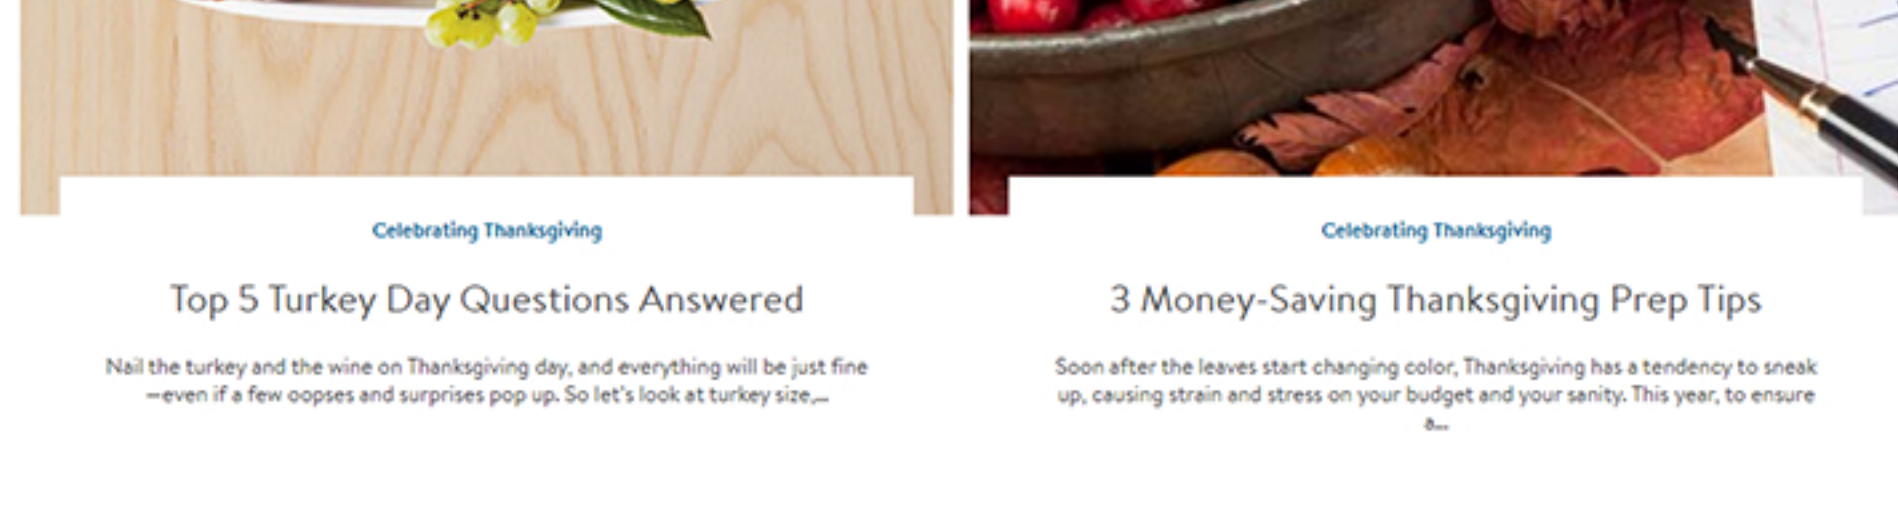 Celebrating Thanksgiving
Top 5 Turkey Day Questions Answered
Nail the turkey and the wine on Thanksgiving day, and everything will be just fine
—even if a few oopses and surprises pop up. So let's look at turkey size,...
Celebrating Thanksgiving
3 Money-Saving Thanksgiving Prep Tips
Soon after the leaves start changing color, Thanksgiving has a tendency to sneak
up, causing strain and stress on your budget and your sanity. This year, to ensure
a...